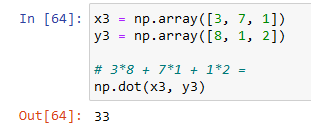 In [64]: x3 = np.array([3, 7, 1])
y3 = np.array([8, 1, 2])
# 3*8 + 7*1 + 1*2 =
np.dot(x3, y3)
Out[64]: 33